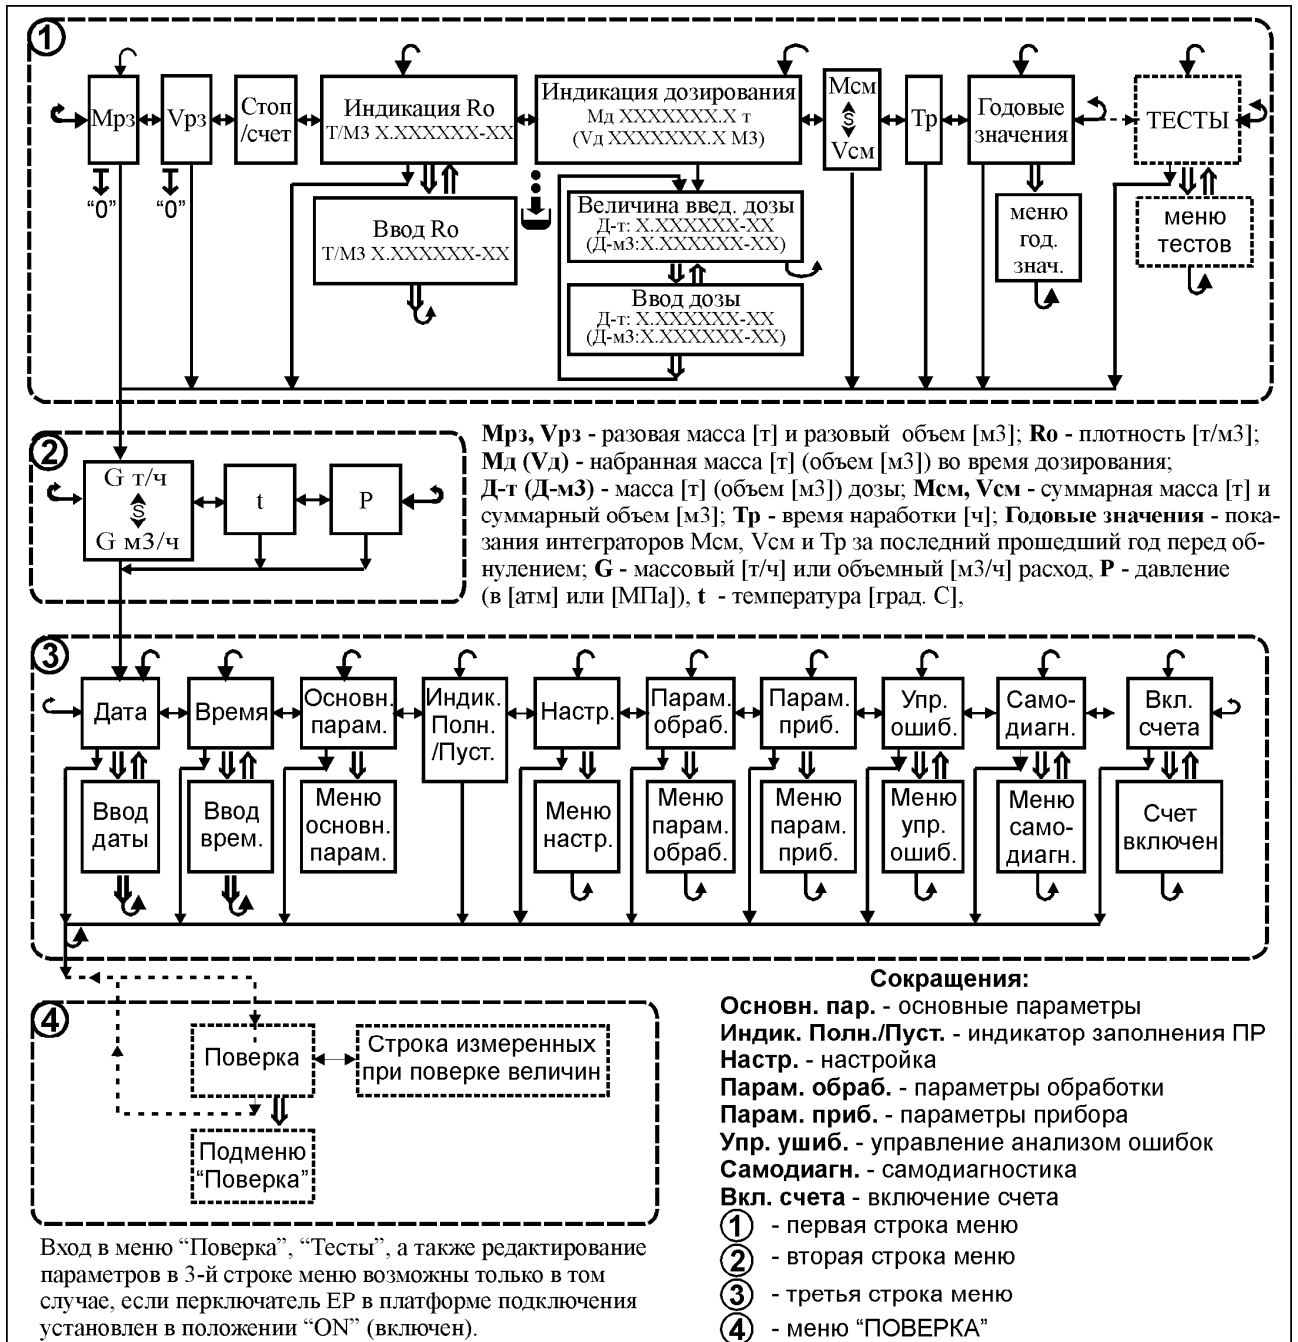 1
Мрз
Vрз
Стоп
/счет
Индикация Ro
Т/М3 X.XXXXXX-XX
Индикация дозирования
Мд XXXXXXX.X т
(Vд XXXXXXX.X М3)
Мсм
S
Vсм
Тр
Годовые
значения
ТЕСТЫ
“0”
“0”
Ввод Ro
Т/М3 X.XXXXXX-XX
Величина введ. дозы
Д-т: X.XXXXXX-XX
(Д-м3:X.XXXXXX-XX)
Ввод дозы
Д-т: X.XXXXXX-XX
(Д-м3:X.XXXXXX-XX)
меню
год.
знач.
меню
тестов
2
G т/ч
S
G м3/ч
t
P
Мрз, Vрз - разовая масса [т] и разовый объем [м3]; Ro - плотность [т/м3];
Мд (Vд) - набранная масса [т] (объем [м3]) во время дозирования;
Д-т (Д-м3) - масса [т] (объем [м3]) дозы; Мсм, Vсм - суммарная масса [т] и
суммарный объем [м3]; Тр - время наработки [ч]; Годовые значения - пока-
зания интеграторов Мсм, Vсм и Тр за последний прошедший год перед об-
нулением; G - массовый [т/ч] или объемный [м3/ч] расход, P - давление
(в [атм] или [МПа]), t - температура [град. С],
3
Дата
Время
Основн.
парам.
Индик.
Полн.
/Пуст.
Настр.
Парам.
обраб.
Парам.
приб.
Упр.
ошиб.
Само-
диагн.
Вкл.
счета
Ввод
даты
Ввод
врем.
Меню
основн.
парам.
Меню
настр.
Меню
парам.
обраб.
Меню
парам.
приб.
Меню
упр.
ошиб.
Меню
само-
диагн.
Счет
включен
4
Поверка
Строка измеренных
при поверке величин
Подменю
“Поверка”
Вход в меню “Поверка”, “Тесты”, а также редактирование
параметров в 3-й строке меню возможны только в том
случае, если перключатель EP в платформе подключения
установлен в положении “ON” (включен).
Сокращения:
Основн. пар. - основные параметры
Индик. Полн./Пуст. - индикатор заполнения ПР
Настр. - настройка
Парам. обраб. - параметры обработки
Парам. приб. - параметры прибора
Упр. ушиб. - управление анализом ошибок
Самодиагн. - самодиагностика
Вкл. счета - включение счета
1 - первая строка меню
2 - вторая строка меню
3 - третья строка меню
4 - меню “ПОВЕРКА”